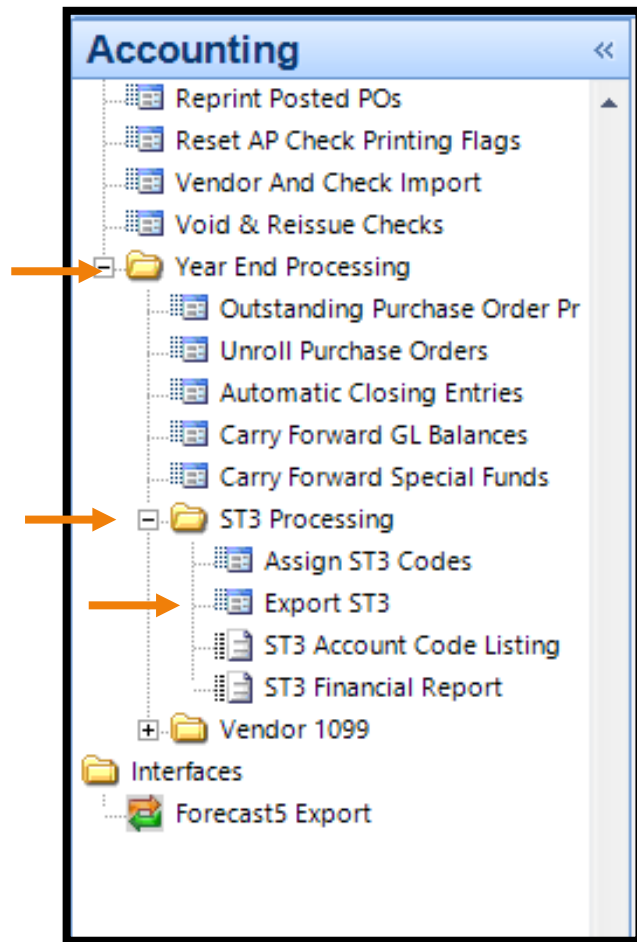 Accounting
Reprint Posted POs
Reset AP Check Printing Flags
Vendor And Check Import
Void & Reissue Checks
Year End Processing
Outstanding Purchase Order Pr
Unroll Purchase Orders
Automatic Closing Entries
Carry Forward GL Balances
Carry Forward Special Funds
ST3 Processing
Assign ST3 Codes
Export ST3
ST3 Account Code Listing
ST3 Financial Report
Vendor 1099
Interfaces
Forecast5 Export